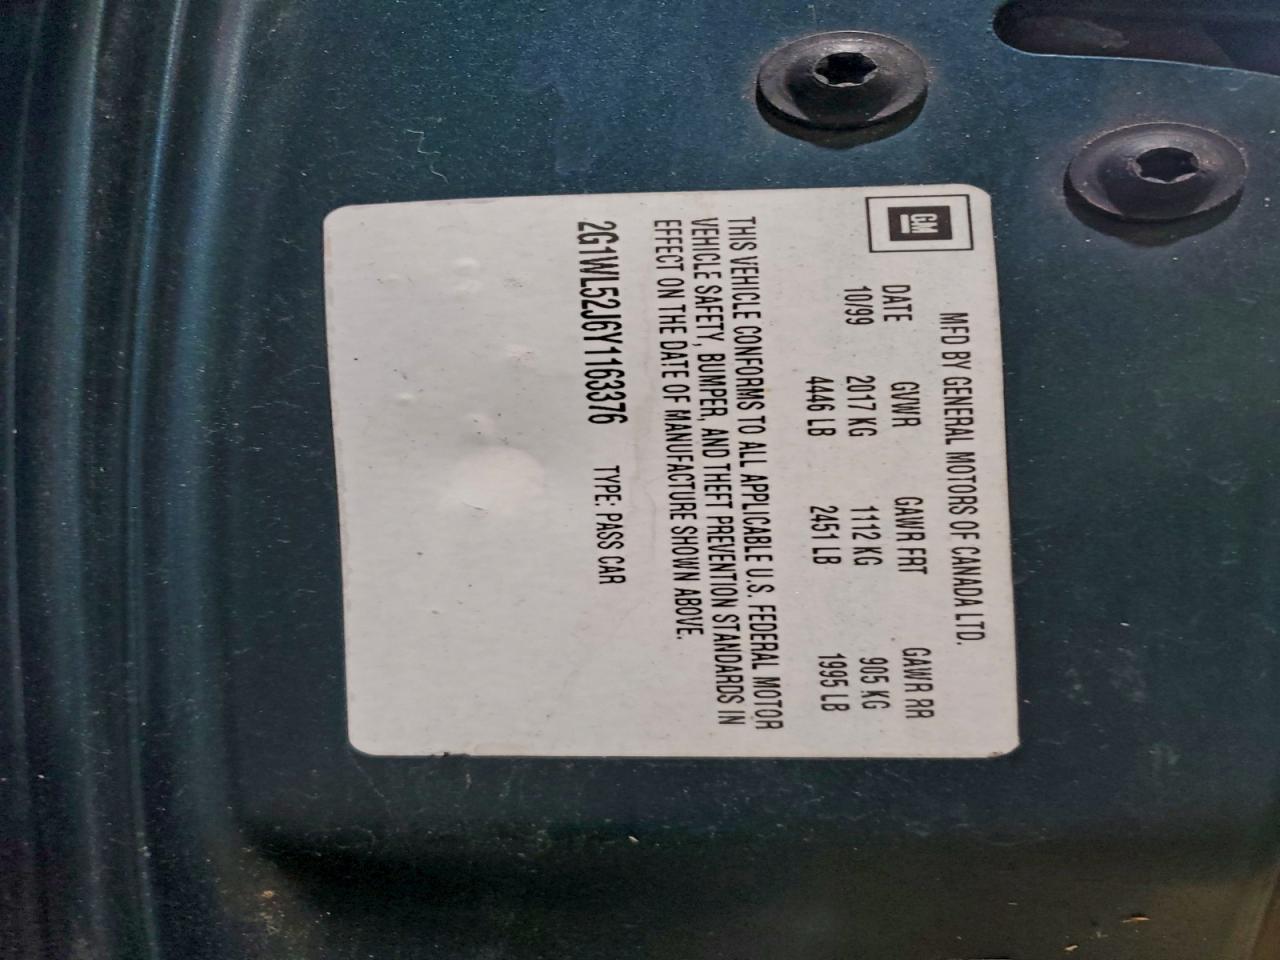 GM
MFD BY GENERAL MOTORS OF CANADA LTD.
DATE GVWR GAWR FRT GAWR RR
10/99 2017 KG 1112 KG 905 KG
4446 LB 2451 LB 1995 LB
THIS VEHICLE CONFORMS TO ALL APPLICABLE U.S. FEDERAL MOTOR
VEHICLE SAFETY, BUMPER, AND THEFT PREVENTION STANDARDS IN
EFFECT ON THE DATE OF MANUFACTURE SHOWN ABOVE.
2G1WL52J6Y1163376 TYPE: PASS CAR